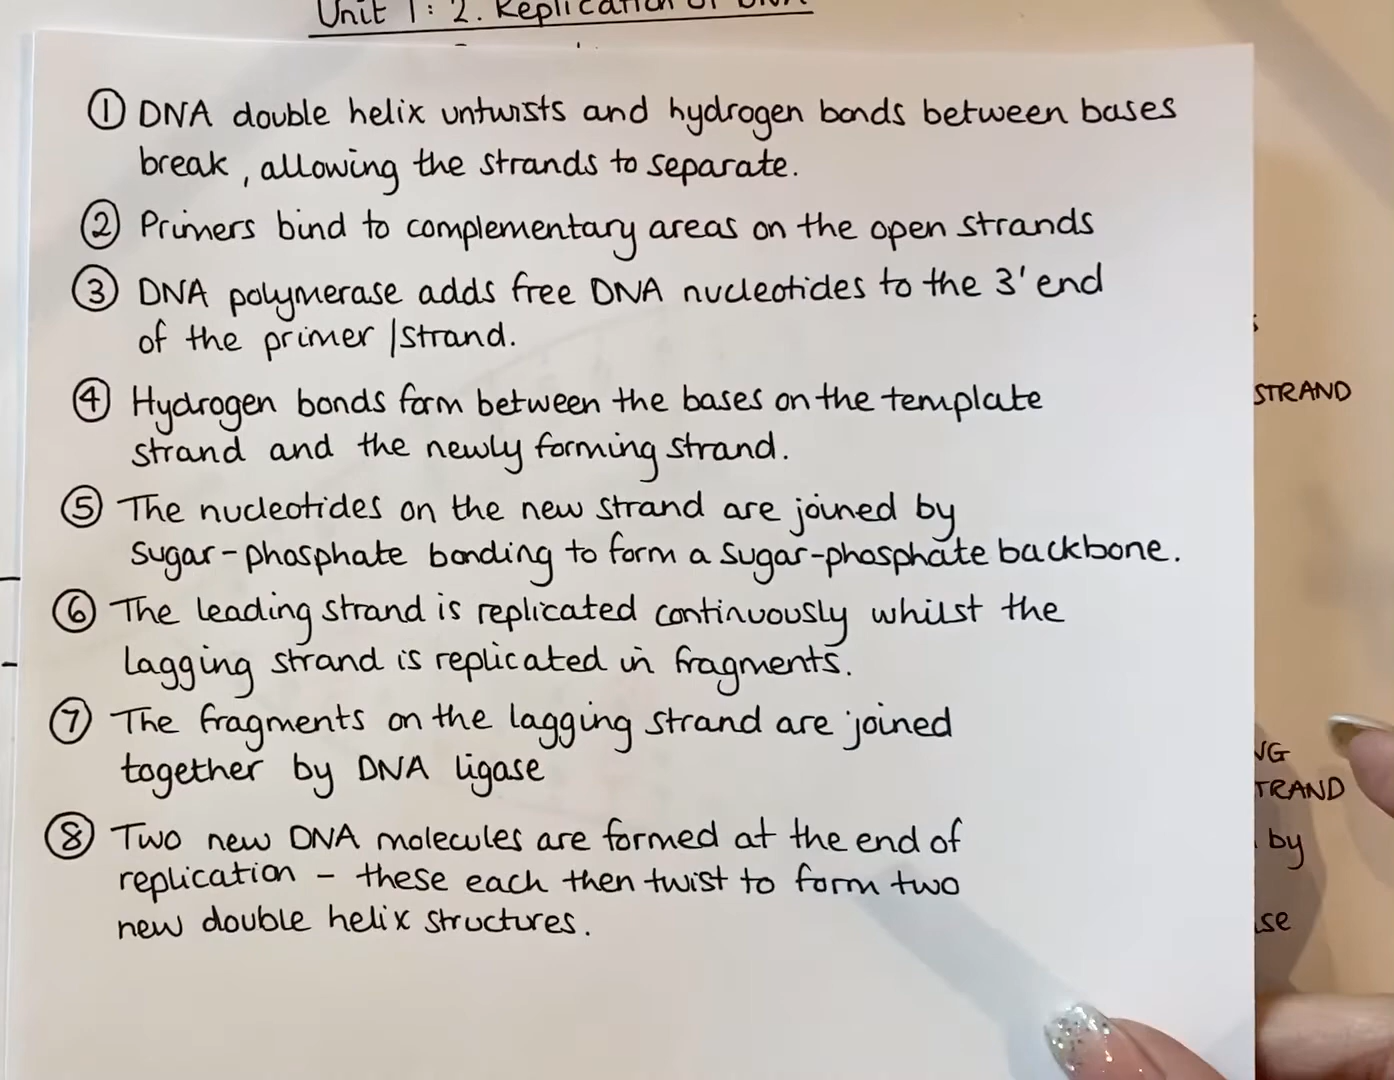 Unit 1: 2. Replication of DNA
① DNA double helix untwists and hydrogen bonds between bases
break, allowing the strands to separate.
② Primers bind to complementary areas on the open strands
③ DNA polymerase adds free DNA nucleotides to the 3' end
of the primer /strand.
④ Hydrogen bonds form between the bases on the template
strand and the newly forming strand.
⑤ The nucleotides on the new strand are joined by
sugar-phosphate bonding to form a sugar-phosphate backbone.
⑥ The leading strand is replicated continuously whilst the
lagging strand is replicated in fragments.
⑦ The fragments on the lagging strand are joined
together by DNA ligase
⑧ Two new DNA molecules are formed at the end of
replication - these each then twist to form two
new double helix structures.
STRAND
NG
TRAND
by
se